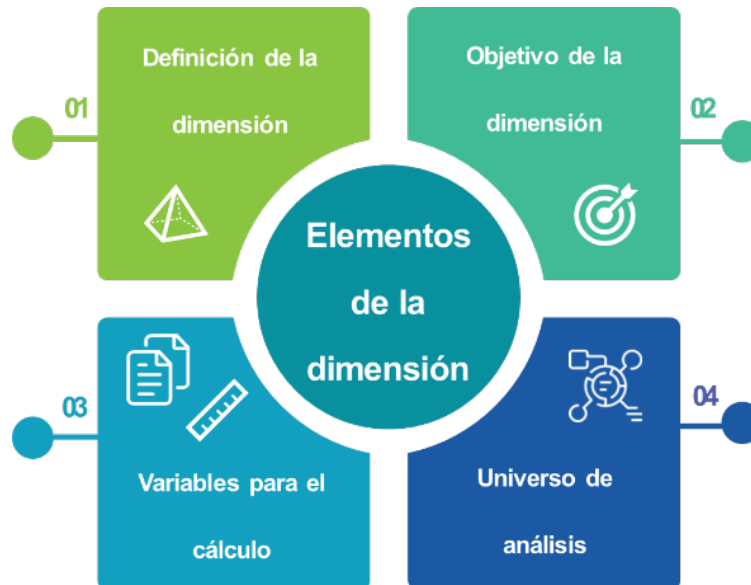 01
Definición de la
dimensión
Objetivo de la
dimensión
02
Elementos
de la
dimensión
03
Variables para el
cálculo
Universo de
análisis
04